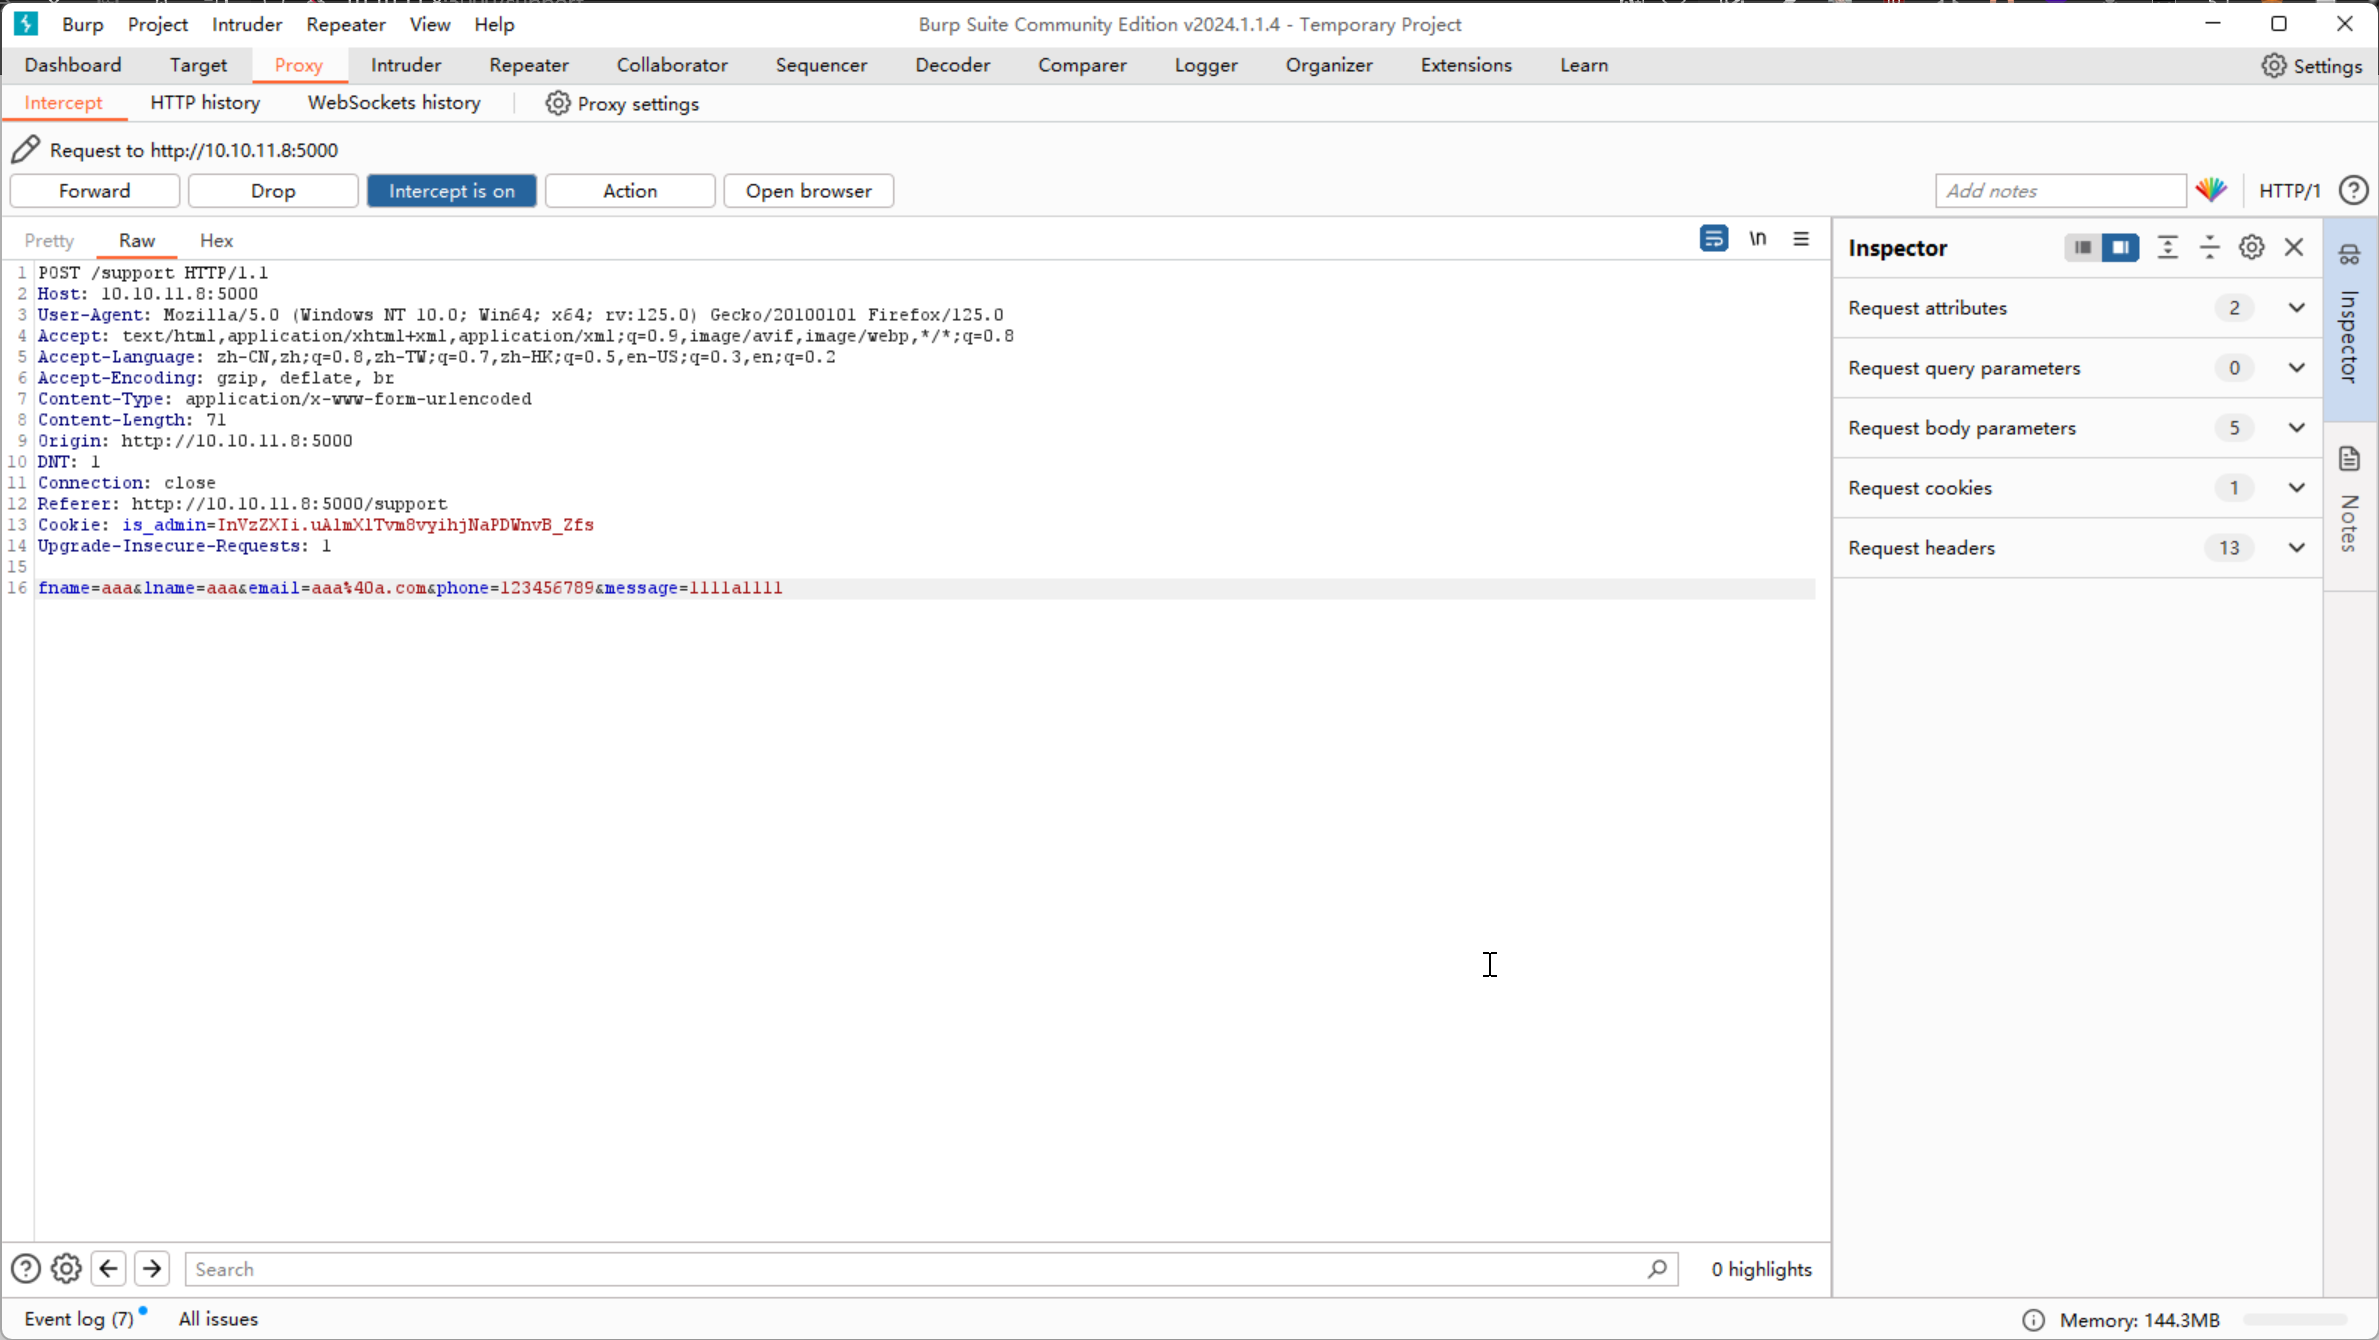 Burp Project Intruder Repeater View Help Burp Suite Community Edition v2024.1.1.4 - Temporary Project
Dashboard Target Proxy Intruder Repeater Collaborator Sequencer Decoder Comparer Logger Organizer Extensions Learn Settings
Intercept HTTP history WebSockets history Proxy settings
Request to http://10.10.11.8:5000
Forward Drop Intercept is on Action Open browser Add notes HTTP/1
Pretty Raw Hex \n
1 POST /support HTTP/1.1
2 Host: 10.10.11.8:5000
3 User-Agent: Mozilla/5.0 (Windows NT 10.0; Win64; x64; rv:125.0) Gecko/20100101 Firefox/125.0
4 Accept: text/html,application/xhtml+xml,application/xml;q=0.9,image/avif,image/webp,*/*;q=0.8
5 Accept-Language: zh-CN,zh;q=0.8,zh-TW;q=0.7,zh-HK;q=0.5,en-US;q=0.3,en;q=0.2
6 Accept-Encoding: gzip, deflate, br
7 Content-Type: application/x-www-form-urlencoded
8 Content-Length: 71
9 Origin: http://10.10.11.8:5000
10 DNT: 1
11 Connection: close
12 Referer: http://10.10.11.8:5000/support
13 Cookie: is_admin=InVzZXIi.uAlmXlTvm8vyihjNaPDWnvB_Zfs
14 Upgrade-Insecure-Requests: 1
15
16 fname=aaa&lname=aaa&email=aaa%40a.com&phone=123456789&message=1111a1111
Inspector
Request attributes 2
Request query parameters 0
Request body parameters 5
Request cookies 1
Request headers 13
Inspector
Notes
Search 0 highlights
Event log (7) All issues Memory: 144.3MB